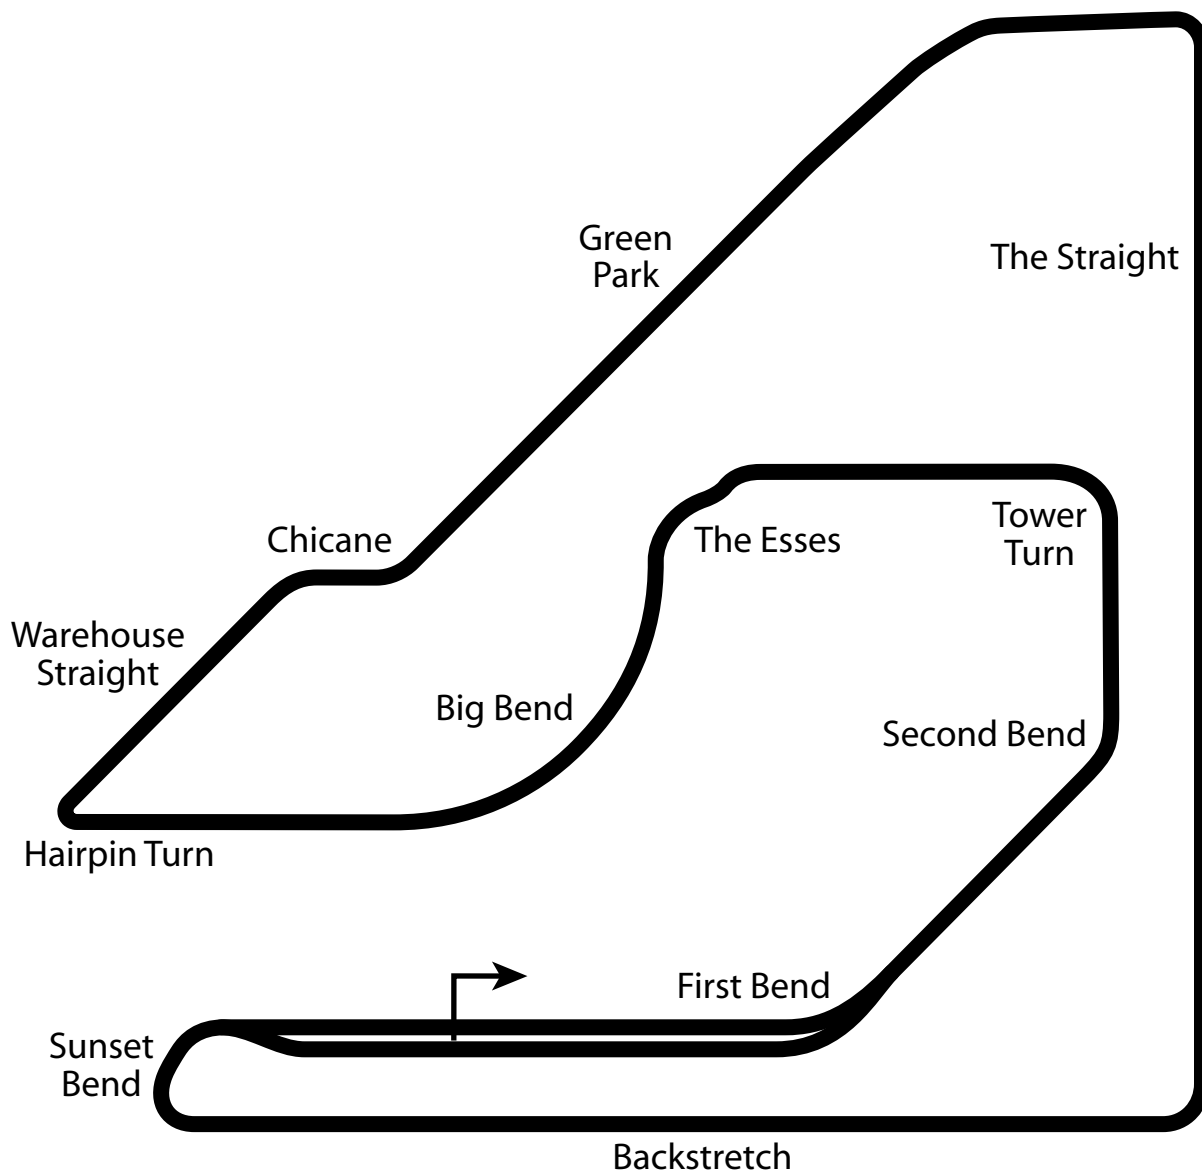 Green
Park
The Straight
Chicane
The Esses
Tower
Turn
Warehouse
Straight
Big Bend
Second Bend
Hairpin Turn
First Bend
Sunset
Bend
Backstretch